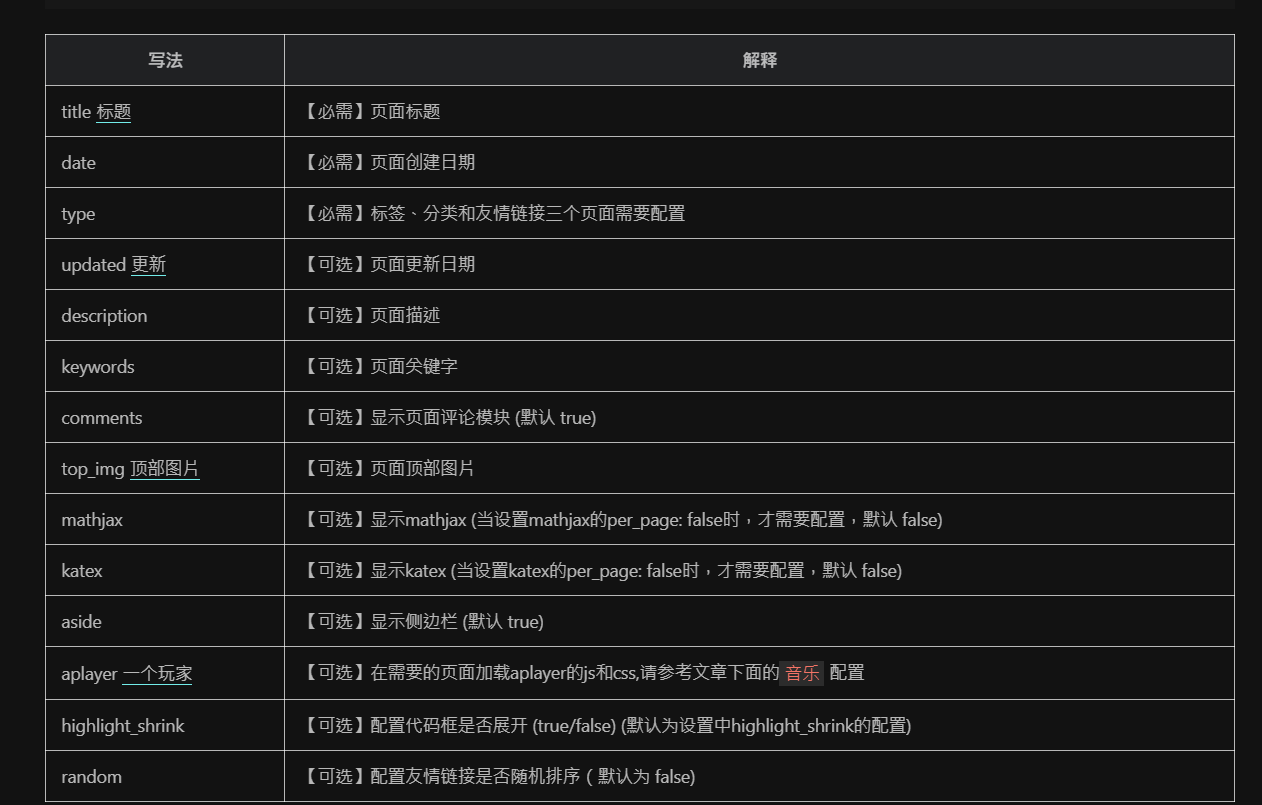 写法 解释
title 标题 【必需】页面标题
date 【必需】页面创建日期
type 【必需】标签、分类和友情链接三个页面需要配置
updated 更新 【可选】页面更新日期
description 【可选】页面描述
keywords 【可选】页面关键字
comments 【可选】显示页面评论模块 (默认 true)
top_img 顶部图片 【可选】页面顶部图片
mathjax 【可选】显示mathjax (当设置mathjax的per_page: false时，才需要配置，默认 false)
katex 【可选】显示katex (当设置katex的per_page: false时，才需要配置，默认 false)
aside 【可选】显示侧边栏 (默认 true)
aplayer 一个玩家 【可选】在需要的页面加载aplayer的js和css,请参考文章下面的 音乐 配置
highlight_shrink 【可选】配置代码框是否展开 (true/false) (默认为设置中highlight_shrink的配置)
random 【可选】配置友情链接是否随机排序（默认为 false)